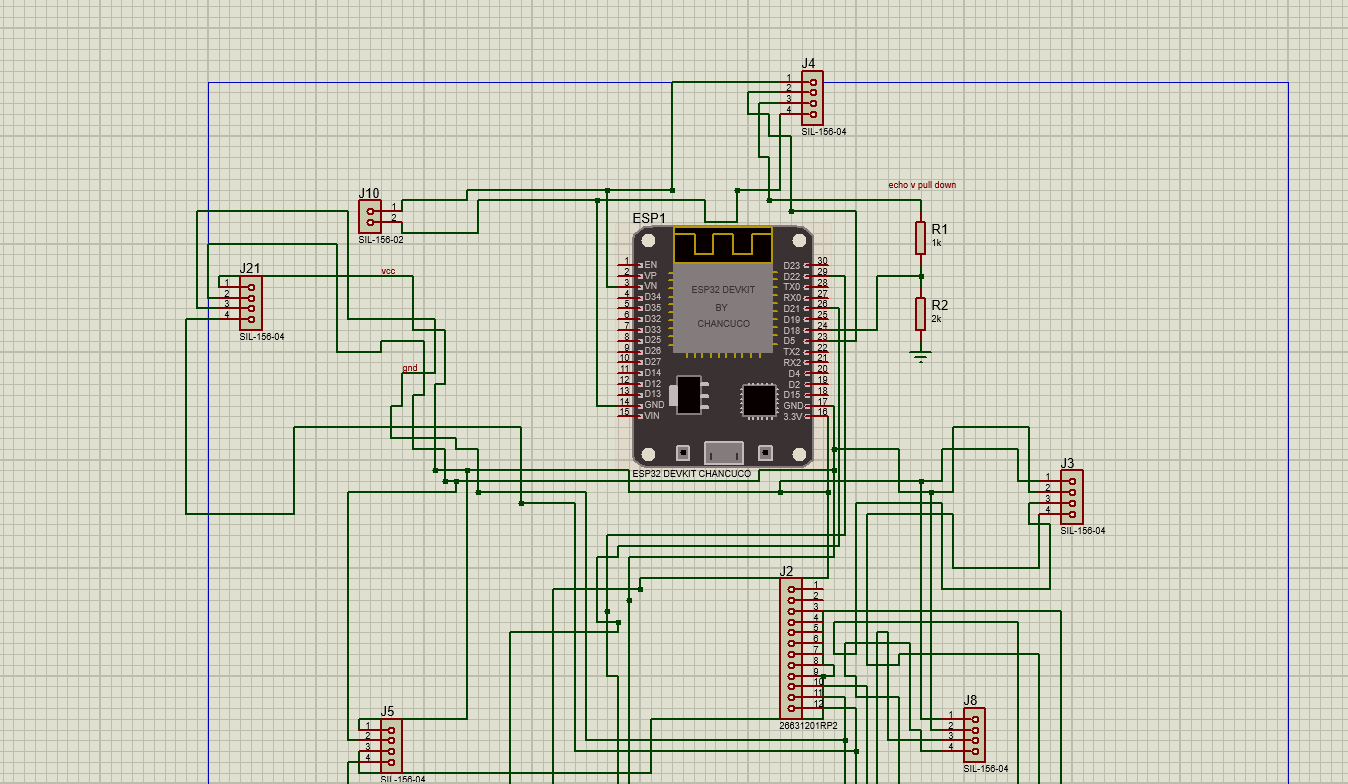 J4
1
2
3
4
SIL-156-04
echo v pull down
J10
1
2
SIL-156-02
ESP1
R1
1k
J21
vcc
1
2
3
4
SIL-156-04
1 EN
2 VP
3 VN
4 D34
5 D35
6 D32
7 D33
8 D25
9 D26
10 D27
11 D14
12 D12
13 D13
14 GND
15 VIN
ESP32 DEVKIT
BY
CHANCUCO
D23 30
D22 29
TX0 28
RX0 27
D21 26
D19 25
D18 24
D5 23
TX2 22
RX2 21
D4 20
D2 19
D15 18
GND 17
3.3V 16
R2
2k
gnd
ESP32 DEVKIT CHANCUCO
J3
1
2
3
4
SIL-156-04
J2
1
2
3
4
5
6
7
8
9
10
11
12
26631201RP2
J5
1
2
3
4
SIL-156-04
J8
1
2
3
4
SIL-156-04